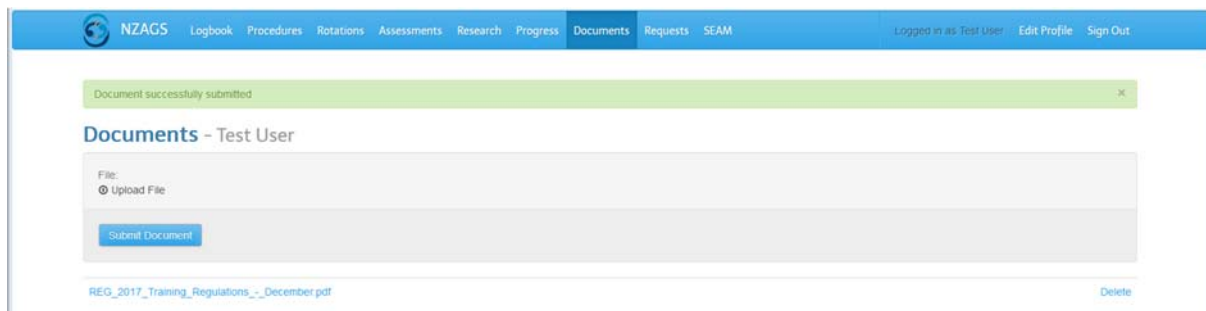 NZAGS Logbook Procedures Rotations Assessments Research Progress Documents Requests SEAM Logged in as Test User Edit Profile Sign Out
Document successfully submitted ×
Documents - Test User
File:
Upload File
Submit Document
REG_2017_Training_Regulations_-_December.pdf Delete